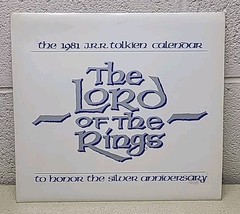 the 1981 J.R.R. tolkien calendar
The
LORD
OF THE
Rings
to honor the silver anniversary